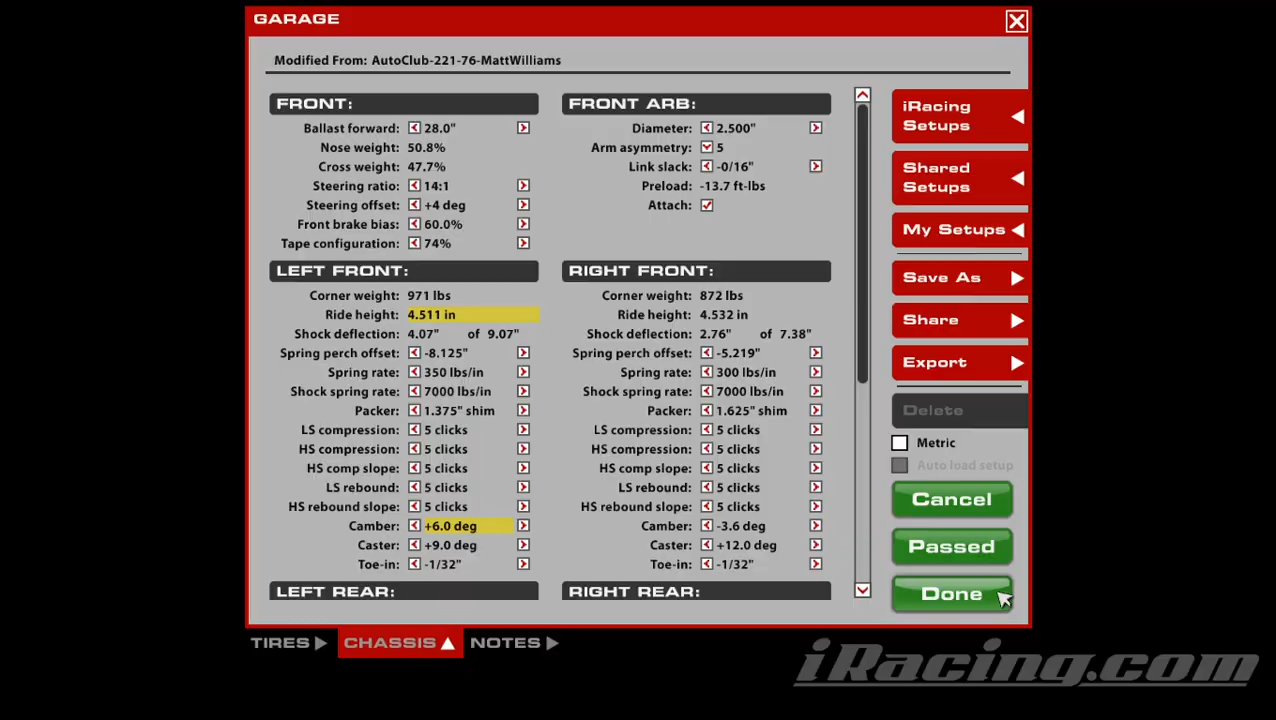 GARAGE
Modified From: AutoClub-221-76-MattWilliams
FRONT:
Ballast forward: 28.0"
Nose weight: 50.8%
Cross weight: 47.7%
Steering ratio: 14:1
Steering offset: +4 deg
Front brake bias: 60.0%
Tape configuration: 74%
FRONT ARB:
Diameter: 2.500"
Arm asymmetry: 5
Link slack: -0/16"
Preload: -13.7 ft-lbs
Attach:
LEFT FRONT:
Corner weight: 971 lbs
Ride height: 4.511 in
Shock deflection: 4.07" of 9.07"
Spring perch offset: -8.125"
Spring rate: 350 lbs/in
Shock spring rate: 7000 lbs/in
Packer: 1.375" shim
LS compression: 5 clicks
HS compression: 5 clicks
HS comp slope: 5 clicks
LS rebound: 5 clicks
HS rebound slope: 5 clicks
Camber: +6.0 deg
Caster: +9.0 deg
Toe-in: -1/32"
RIGHT FRONT:
Corner weight: 872 lbs
Ride height: 4.532 in
Shock deflection: 2.76" of 7.38"
Spring perch offset: -5.219"
Spring rate: 300 lbs/in
Shock spring rate: 7000 lbs/in
Packer: 1.625" shim
LS compression: 5 clicks
HS compression: 5 clicks
HS comp slope: 5 clicks
LS rebound: 5 clicks
HS rebound slope: 5 clicks
Camber: -3.6 deg
Caster: +12.0 deg
Toe-in: -1/32"
LEFT REAR:
RIGHT REAR:
iRacing
Setups
Shared
Setups
My Setups
Save As
Share
Export
Delete
Metric
Auto load setup
Cancel
Passed
Done
TIRES
CHASSIS
NOTES
iRacing.com